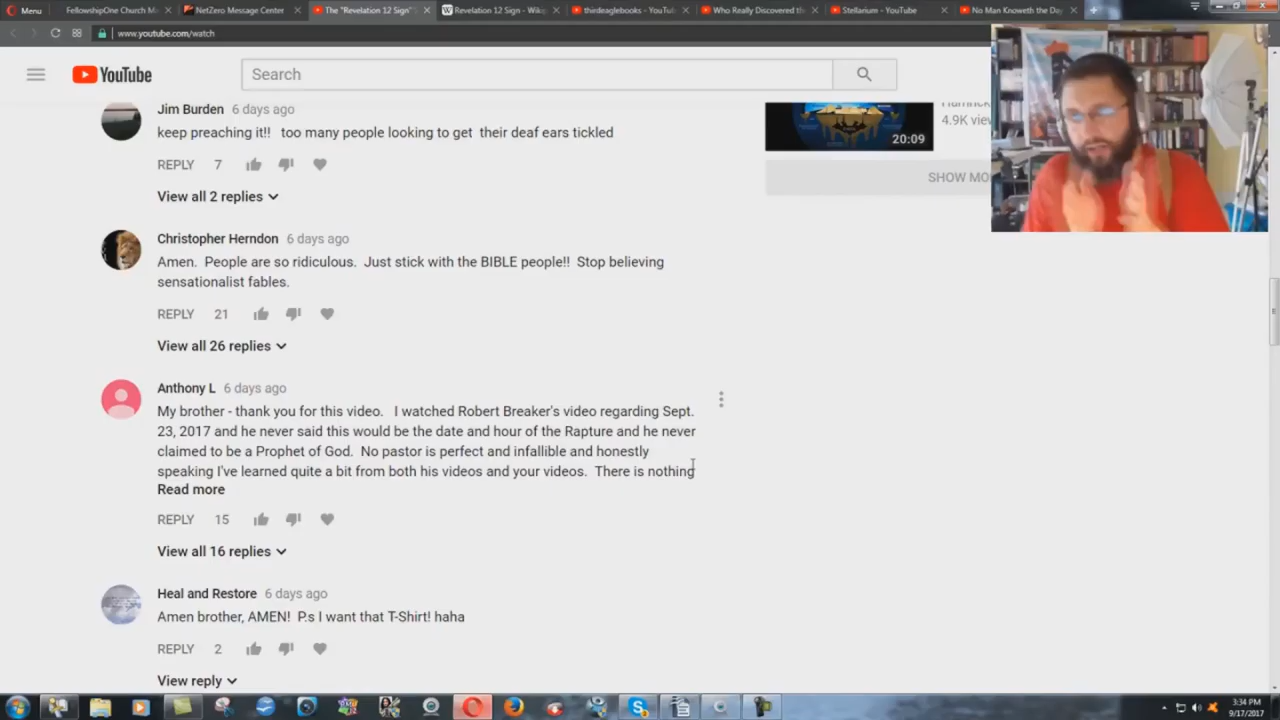 Menu
FellowshipOne Church M
NetZero Message Center
The "Revelation 12 Sign"
Revelation 12 Sign - Wik
thirdeaglebooks - YouTu
Who Really Discovered th
Stellarium - YouTube
No Man Knoweth the Da
www.youtube.com/watch
YouTube
Search
Jim Burden 6 days ago
keep preaching it!! too many people looking to get their deaf ears tickled
REPLY 7
View all 2 replies
Christopher Herndon 6 days ago
Amen. People are so ridiculous. Just stick with the BIBLE people!! Stop believing
sensationalist fables.
REPLY 21
View all 26 replies
Anthony L 6 days ago
My brother - thank you for this video. I watched Robert Breaker's video regarding Sept.
23, 2017 and he never said this would be the date and hour of the Rapture and he never
claimed to be a Prophet of God. No pastor is perfect and infallible and honestly
speaking I've learned quite a bit from both his videos and your videos. There is nothing
Read more
REPLY 15
View all 16 replies
Heal and Restore 6 days ago
Amen brother, AMEN! P.s I want that T-Shirt! haha
REPLY 2
View reply
20:09
4.9K view
SHOW MO
3:34 PM
9/17/2017